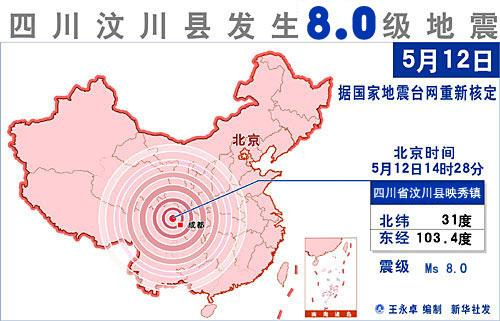 四川汶川县发生8.0级地震
5月12日
据国家地震台网重新核定
北京
北京时间
5月12日14时28分
四川省汶川县映秀镇
北纬 31度
东经 103.4度
成都
震级 Ms 8.0
南海诸岛
王永卓 编制 新华社发